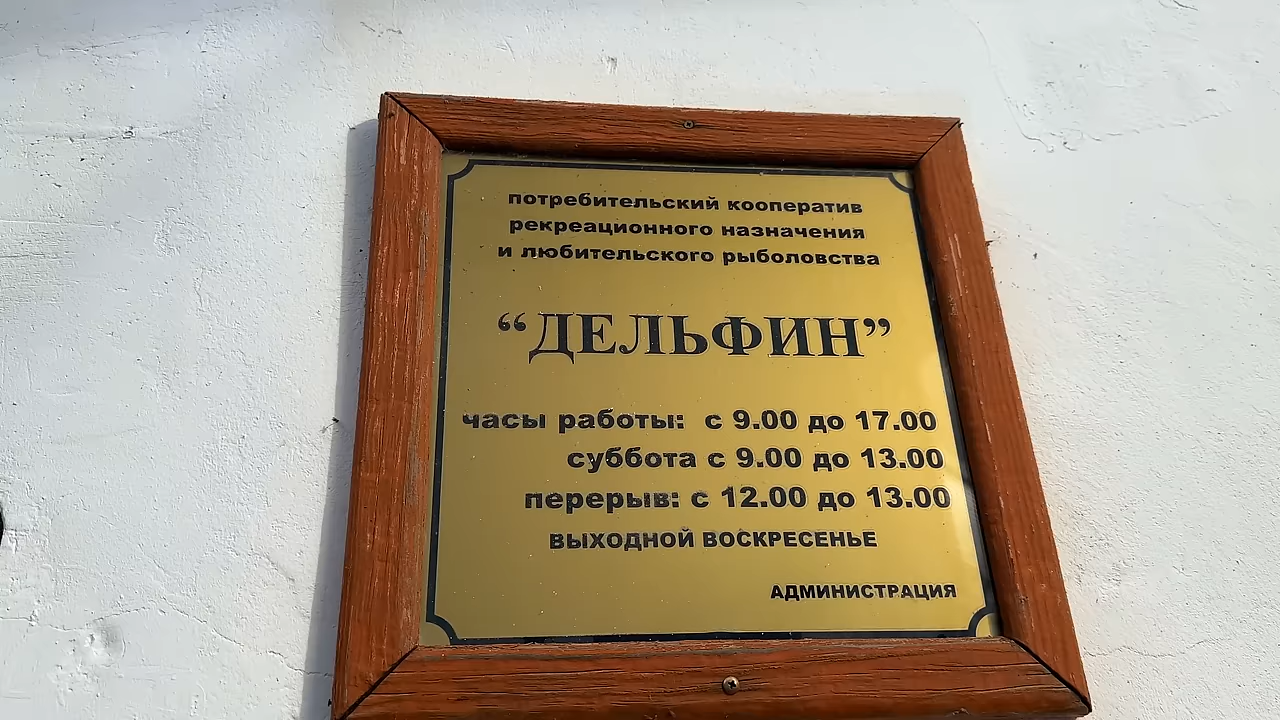 потребительский кооператив
рекреационного назначения
и любительского рыболовства
“ДЕЛЬФИН”
часы работы: с 9.00 до 17.00
суббота с 9.00 до 13.00
перерыв: с 12.00 до 13.00
ВЫХОДНОЙ ВОСКРЕСЕНЬЕ
АДМИНИСТРАЦИЯ